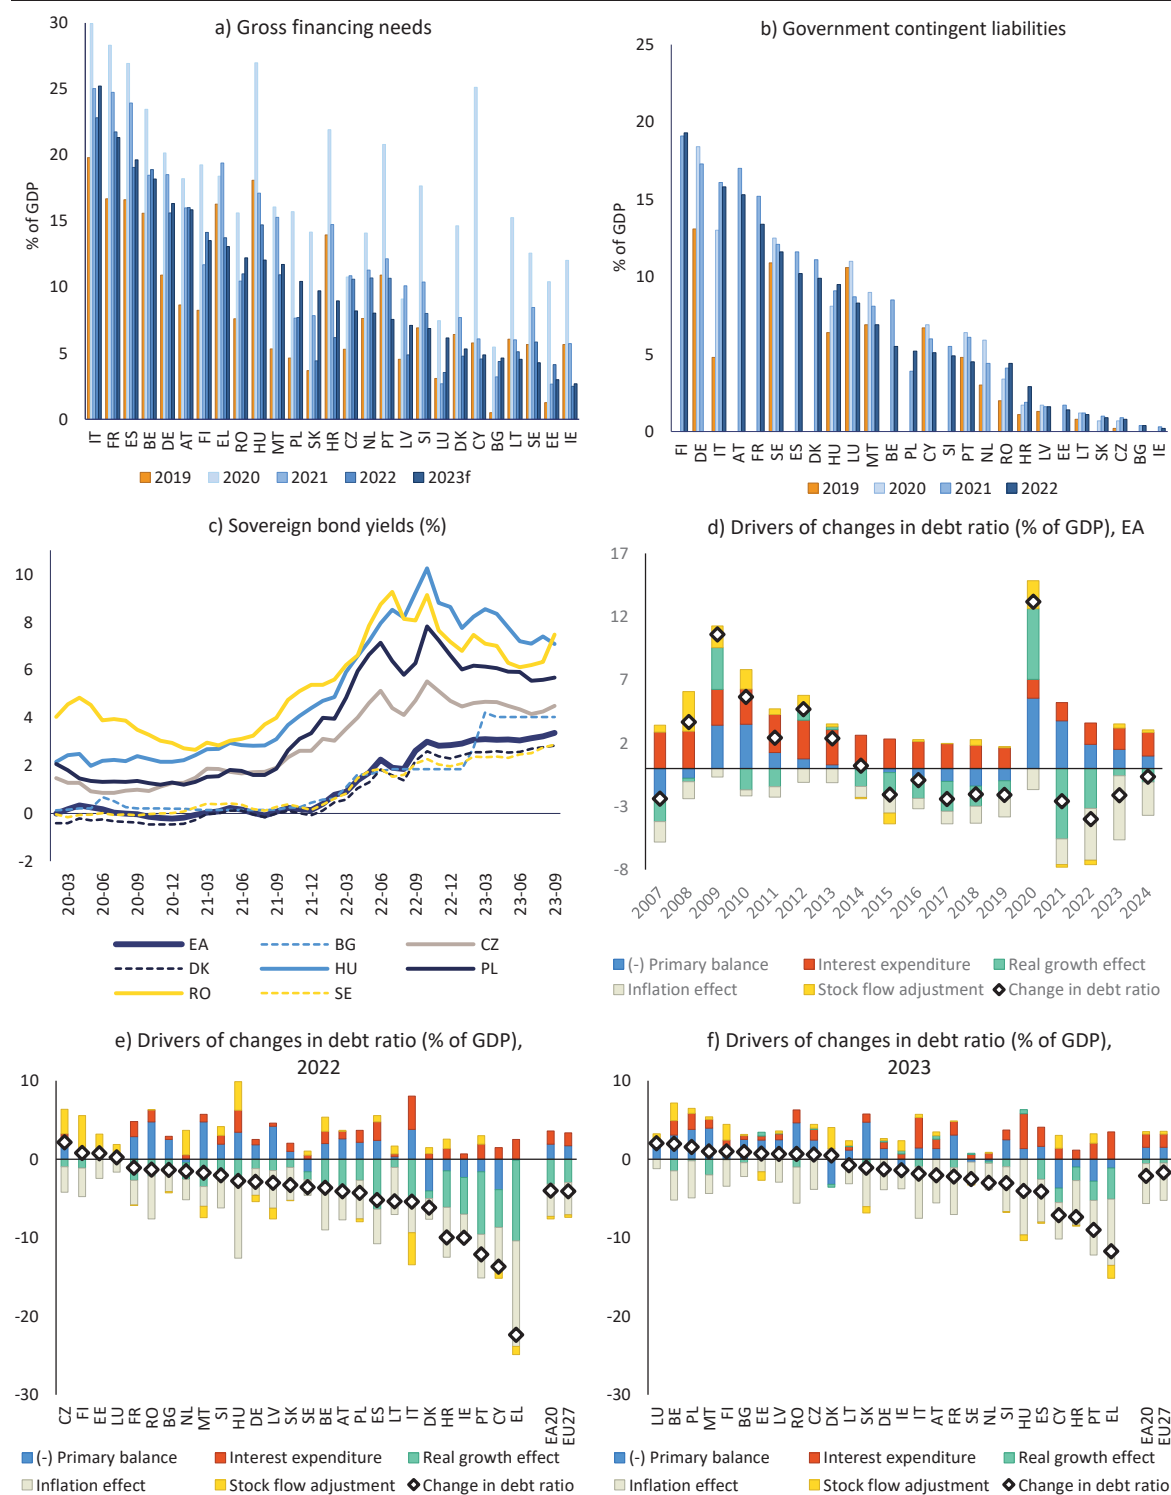 a) Gross financing needs
% of GDP
30
25
20
15
10
5
0
IT FR ES BE DE AT FI EL RO HU MT PL SK HR CZ NL PT LV SI LU DK CY BG LT SE EE IE
2019 2020 2021 2022 2023f
b) Government contingent liabilities
% of GDP
25
20
15
10
5
0
FI DE IT AT FR SE ES DK HU LU MT BE PL CY SI PT NL RO HR LV EE LT SK CZ BG IE
2019 2020 2021 2022
c) Sovereign bond yields (%)
10
8
6
4
2
0
-2
20-03 20-06 20-09 20-12 21-03 21-06 21-09 21-12 22-03 22-06 22-09 22-12 23-03 23-06 23-09
EA BG CZ
DK HU PL
RO SE
d) Drivers of changes in debt ratio (% of GDP), EA
17
12
7
2
-3
-8
2007 2008 2009 2010 2011 2012 2013 2014 2015 2016 2017 2018 2019 2020 2021 2022 2023 2024
(-) Primary balance Interest expenditure Real growth effect
Inflation effect Stock flow adjustment Change in debt ratio
e) Drivers of changes in debt ratio (% of GDP),
2022
10
0
-10
-20
-30
CZ FI EE LU FR RO BG NL MT SI HU DE LV SK SE BE AT PL ES LT IT DK HR IE PT CY EL EA20 EU27
(-) Primary balance Interest expenditure Real growth effect
Inflation effect Stock flow adjustment Change in debt ratio
f) Drivers of changes in debt ratio (% of GDP),
2023
10
0
-10
-20
-30
LU BE PL MT FI BG EE LV RO CZ DK LT SK DE IE IT AT FR SE NL SI HU ES CY HR PT EL EA20 EU27
(-) Primary balance Interest expenditure Real growth effect
Inflation effect Stock flow adjustment Change in debt ratio